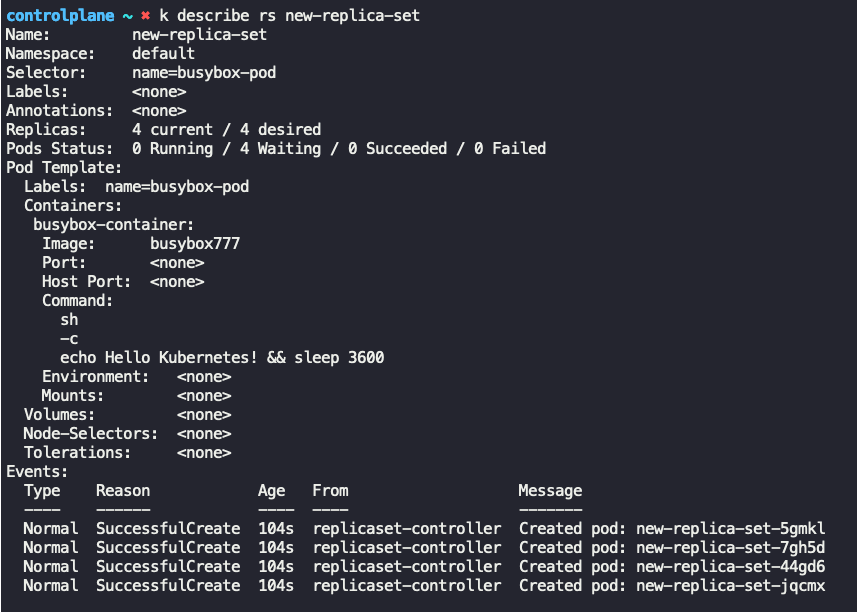 controlplane ~ ✖ k describe rs new-replica-set
Name:         new-replica-set
Namespace:    default
Selector:     name=busybox-pod
Labels:       <none>
Annotations:  <none>
Replicas:     4 current / 4 desired
Pods Status:  0 Running / 4 Waiting / 0 Succeeded / 0 Failed
Pod Template:
  Labels:  name=busybox-pod
  Containers:
   busybox-container:
    Image:      busybox777
    Port:       <none>
    Host Port:  <none>
    Command:
      sh
      -c
      echo Hello Kubernetes! && sleep 3600
    Environment:   <none>
    Mounts:        <none>
  Volumes:         <none>
  Node-Selectors:  <none>
  Tolerations:     <none>
Events:
  Type    Reason            Age   From                   Message
  ----    ------            ----  ----                   -------
  Normal  SuccessfulCreate  104s  replicaset-controller  Created pod: new-replica-set-5gmkl
  Normal  SuccessfulCreate  104s  replicaset-controller  Created pod: new-replica-set-7gh5d
  Normal  SuccessfulCreate  104s  replicaset-controller  Created pod: new-replica-set-44gd6
  Normal  SuccessfulCreate  104s  replicaset-controller  Created pod: new-replica-set-jqcmx